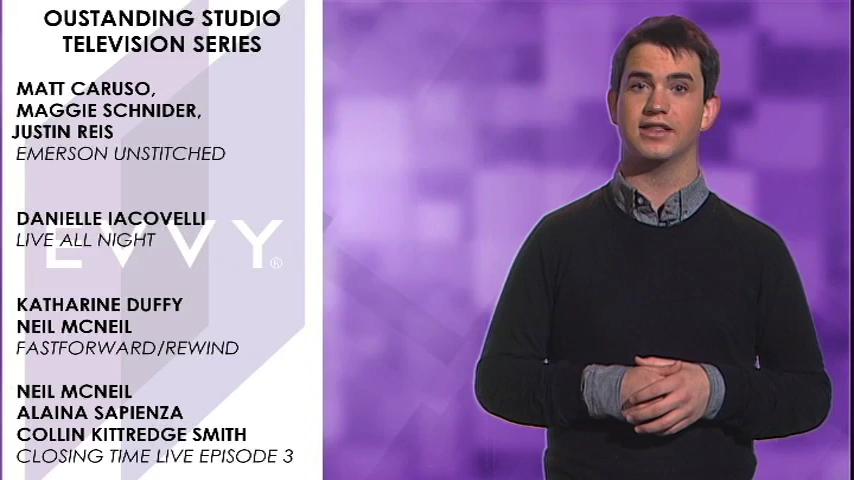 OUSTANDING STUDIO
TELEVISION SERIES
MATT CARUSO,
MAGGIE SCHNIDER,
JUSTIN REIS
EMERSON UNSTITCHED
DANIELLE IACOVELLI
LIVE ALL NIGHT
EVVY®
KATHARINE DUFFY
NEIL MCNEIL
FASTFORWARD/REWIND
NEIL MCNEIL
ALAINA SAPIENZA
COLLIN KITTREDGE SMITH
CLOSING TIME LIVE EPISODE 3